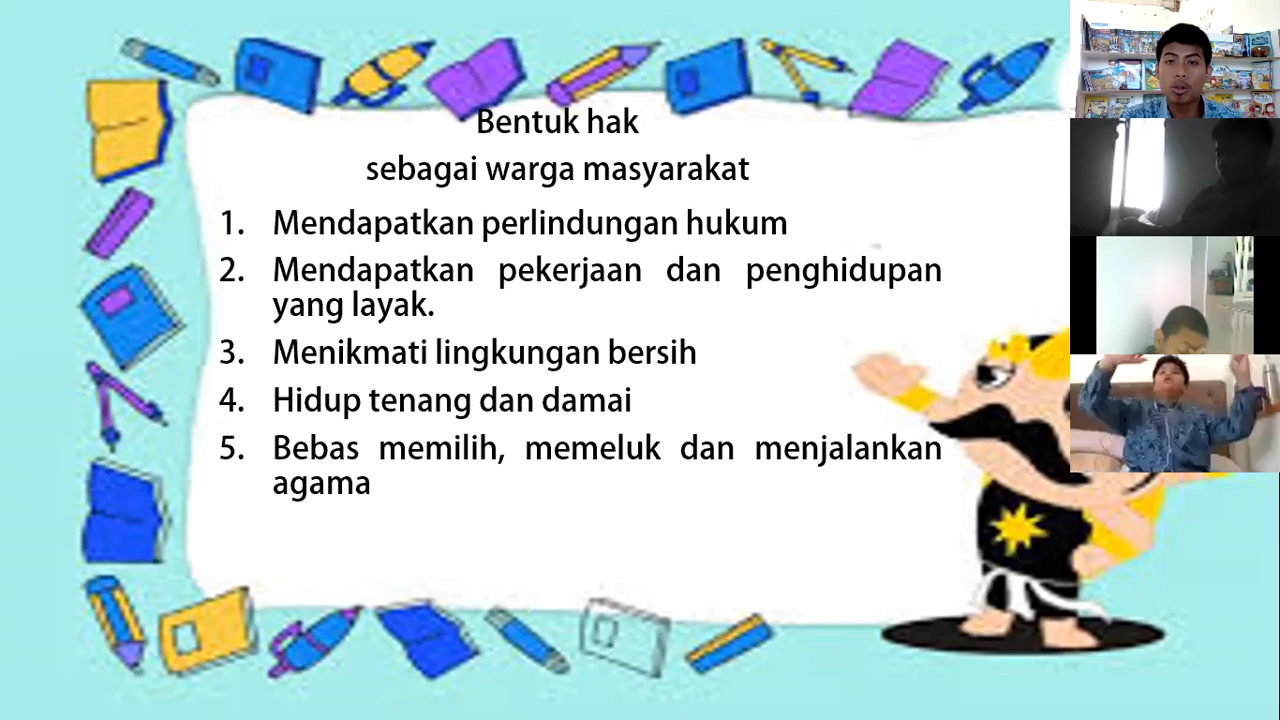 Bentuk hak
sebagai warga masyarakat
1. Mendapatkan perlindungan hukum
2. Mendapatkan pekerjaan dan penghidupan
yang layak.
3. Menikmati lingkungan bersih
4. Hidup tenang dan damai
5. Bebas memilih, memeluk dan menjalankan
agama